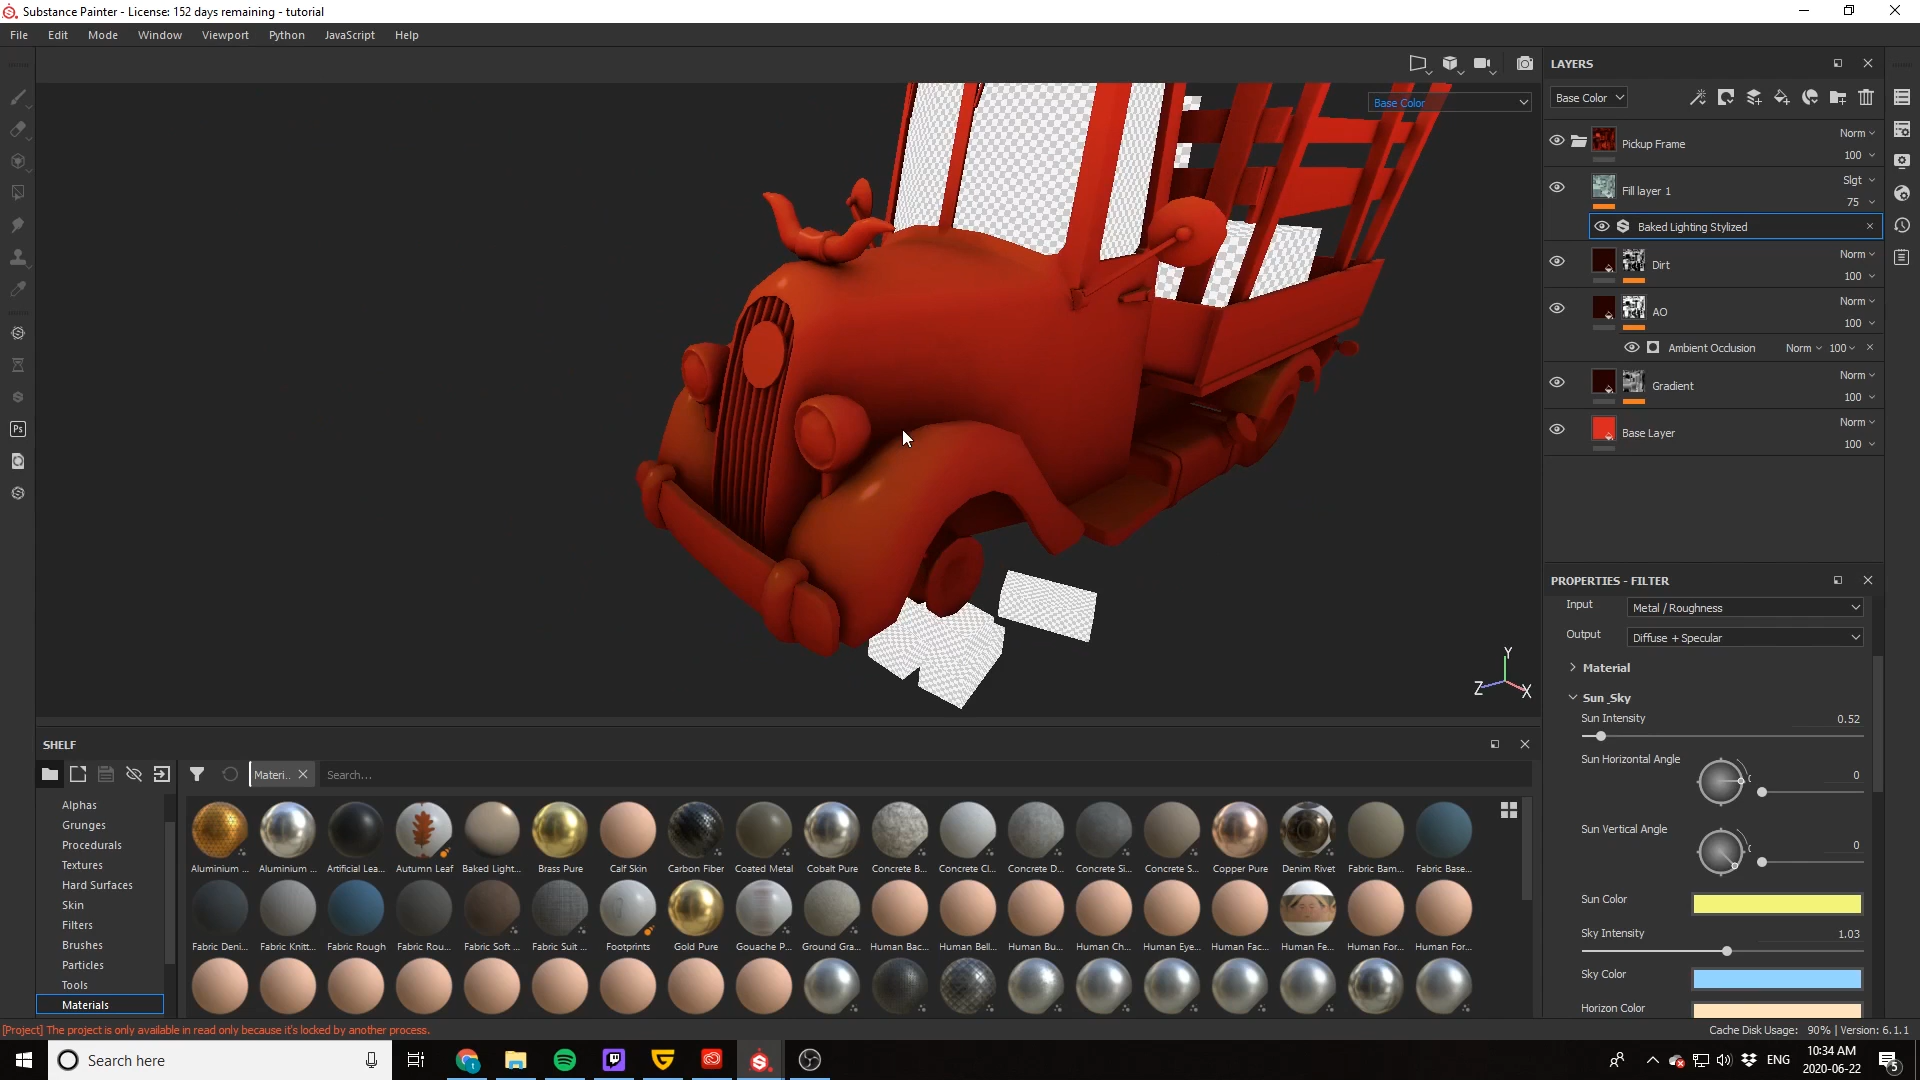 Substance Painter - License: 152 days remaining - tutorial
File Edit Mode Window Viewport Python JavaScript Help
Base Color
LAYERS
Base Color
Pickup Frame Norm 100
Fill layer 1 Slgt 75
Baked Lighting Stylized
Dirt Norm 100
AO Norm 100
Ambient Occlusion Norm 100
Gradient Norm 100
Base Layer Norm 100
Y
Z X
PROPERTIES - FILTER
Input Metal / Roughness
Output Diffuse + Specular
Material
Sun_Sky
Sun Intensity 0.52
Sun Horizontal Angle 0
Sun Vertical Angle 0
Sun Color
Sky Intensity 1.03
Sky Color
Horizon Color
SHELF
Materi.. Search...
Alphas
Grunges
Procedurals
Textures
Hard Surfaces
Skin
Filters
Brushes
Particles
Tools
Materials
Aluminium ... Aluminium ... Artificial Lea... Autumn Leaf Baked Light... Brass Pure Calf Skin Carbon Fiber Coated Metal Cobalt Pure Concrete B... Concrete Cl... Concrete D... Concrete Si... Concrete S... Copper Pure Denim Rivet Fabric Bam... Fabric Base...
Fabric Deni... Fabric Knitt... Fabric Rough Fabric Rou... Fabric Soft ... Fabric Suit ... Footprints Gold Pure Gouache P... Ground Gra... Human Bac... Human Bell... Human Bu... Human Ch... Human Eye... Human Fac... Human Fe... Human For... Human For...
[Project] The project is only available in read only because it's locked by another process.
Cache Disk Usage: 90% | Version: 6.1.1
Search here
Ps
ENG
10:34 AM
2020-06-22
5